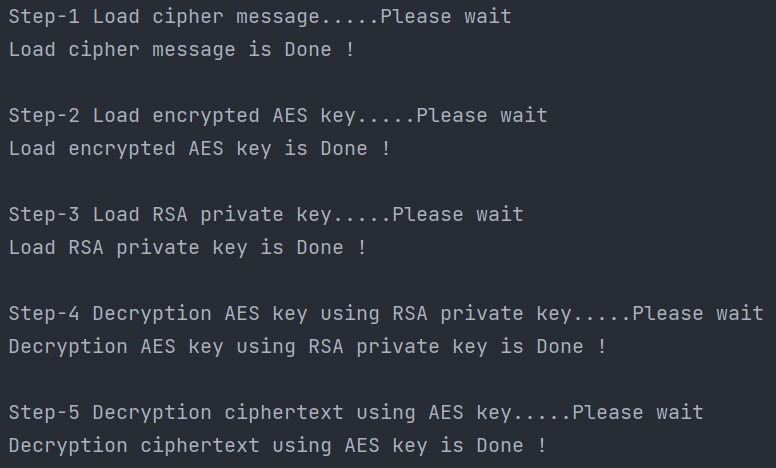 Step-1 Load cipher message.....Please wait
Load cipher message is Done !
Step-2 Load encrypted AES key.....Please wait
Load encrypted AES key is Done !
Step-3 Load RSA private key.....Please wait
Load RSA private key is Done !
Step-4 Decryption AES key using RSA private key.....Please wait
Decryption AES key using RSA private key is Done !
Step-5 Decryption ciphertext using AES key.....Please wait
Decryption ciphertext using AES key is Done !